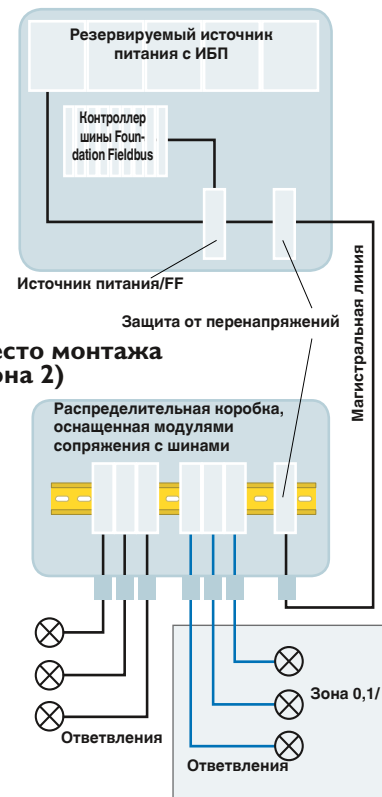 Резервируемый источник
питания с ИБП
Контроллер
шины Foun-
dation Fieldbus
Источник питания/FF
Защита от перенапряжений
Магистральная линия
есто монтажа
она 2)
Распределительная коробка,
оснащенная модулями
сопряжения с шинами
Зона 0,1/
Ответвления
Ответвления